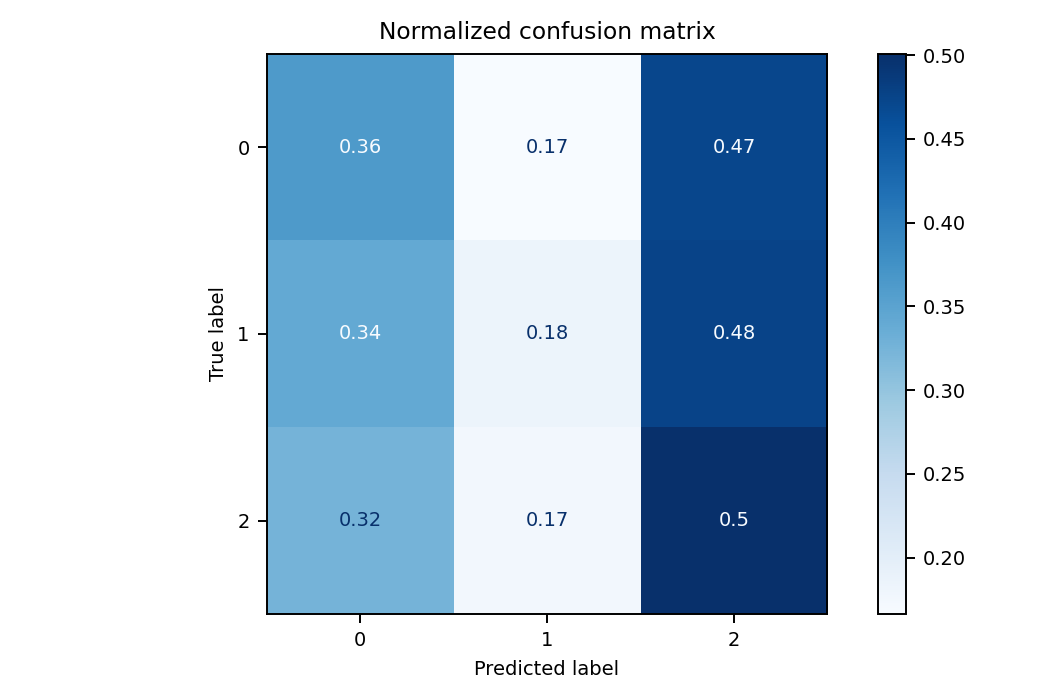 Normalized confusion matrix
0.50
0.45
0.40
0.35
0.30
0.25
0.20
True label
0 0.36 0.17 0.47
1 0.34 0.18 0.48
2 0.32 0.17 0.5
0 1 2
Predicted label